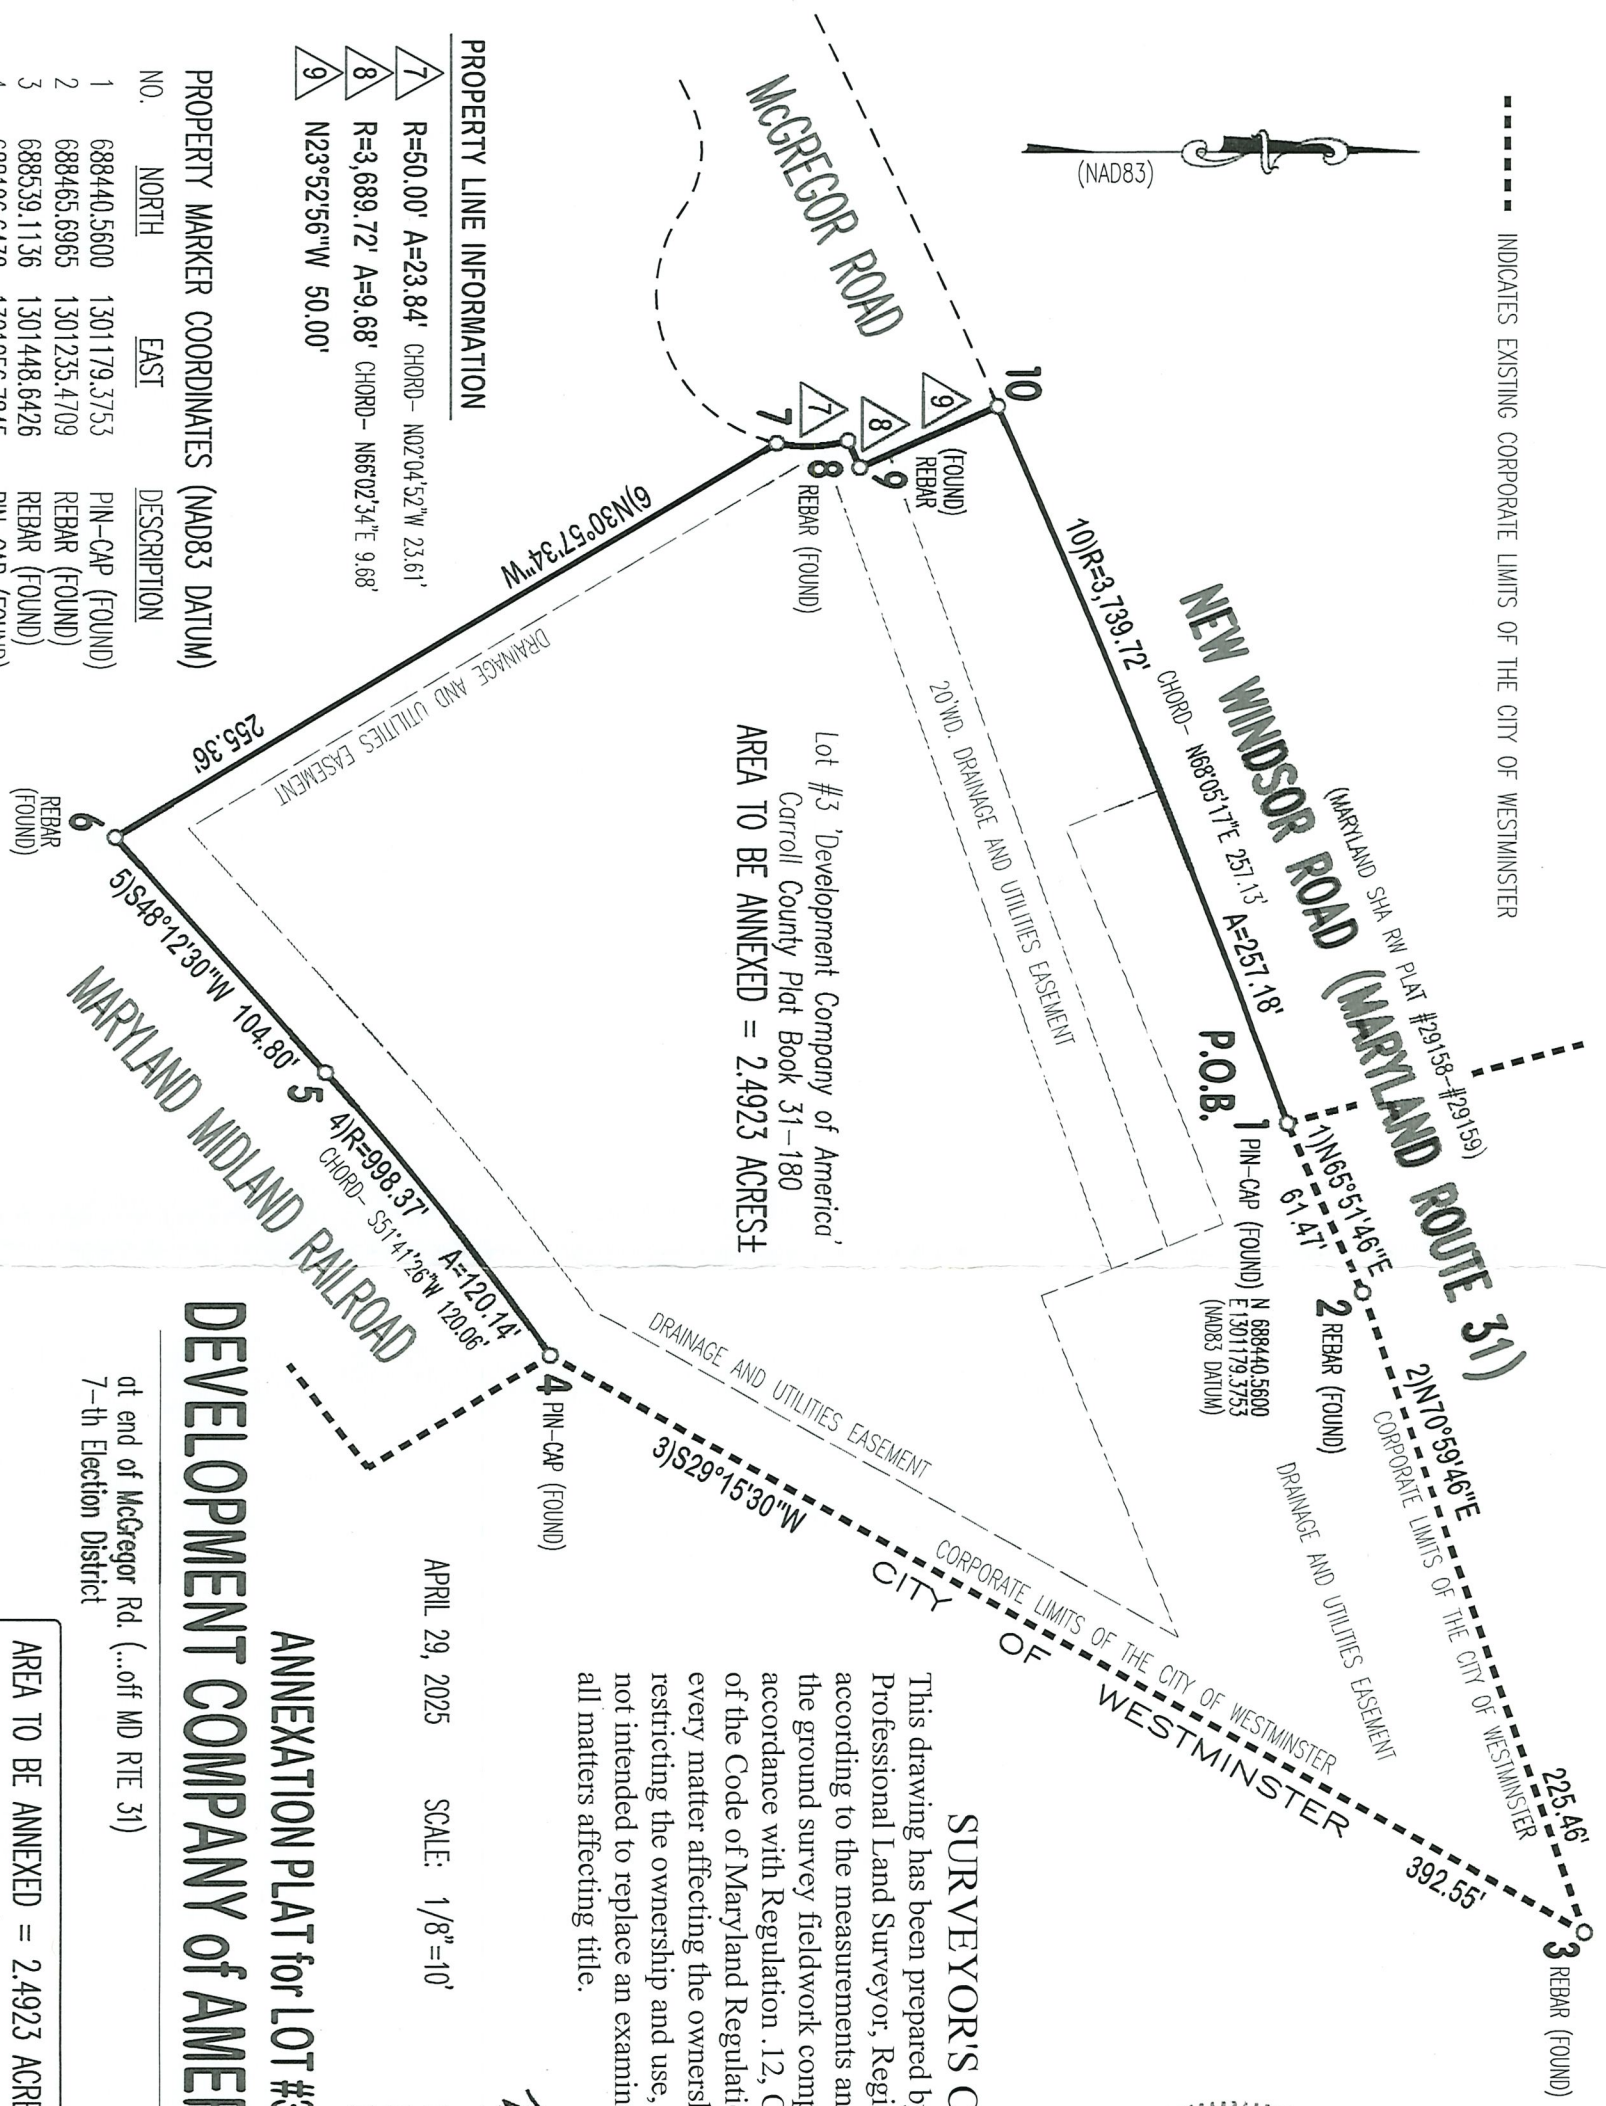 ▪▪▪▪▪▪ INDICATES EXISTING CORPORATE LIMITS OF THE CITY OF WESTMINSTER
(NAD83)
NEW WINDSOR ROAD (MARYLAND ROUTE 31)
(MARYLAND SHA RW PLAT #29158-#29159)
1)N65°51'46"E
61.47'
2)N70°59'46"E
225.46'
CORPORATE LIMITS OF THE CITY OF WESTMINSTER
3 REBAR (FOUND)
2 REBAR (FOUND)
DRAINAGE AND UTILITIES EASEMENT
P.O.B.
1 PIN-CAP (FOUND)
N 688440.5600
E1301179.3753
(NAD83 DATUM)
10
10)R=3,739.72'
CHORD- N68°05'17"E 257.13'
A=257.18'
McGREGOR ROAD
9
(FOUND)
REBAR
9
8
7
7
8
REBAR (FOUND)
20'WD. DRAINAGE AND UTILITIES EASEMENT
Lot #3 'Development Company of America'
Carroll County Plat Book 31-180
AREA TO BE ANNEXED = 2.4923 ACRES±
DRAINAGE AND UTILITIES EASEMENT
CORPORATE LIMITS OF THE CITY OF WESTMINSTER
CITY OF WESTMINSTER
392.55'
3)S29°15'30"W
4 PIN-CAP (FOUND)
4)R=998.37'
A=120.14'
CHORD- S51°41'26"W 120.06'
5
5)S48°12'30"W 104.80'
MARYLAND MIDLAND RAILROAD
6
REBAR
(FOUND)
6)N30°57'34"W
255.36'
DRAINAGE AND UTILITIES EASEMENT
PROPERTY LINE INFORMATION
7 R=50.00' A=23.84' CHORD- N02°04'52"W 23.61'
8 R=3,689.72' A=9.68' CHORD- N66°02'34"E 9.68'
9 N23°52'56"W 50.00'
PROPERTY MARKER COORDINATES (NAD83 DATUM)
NO. NORTH EAST DESCRIPTION
1 688440.5600 1301179.3753 PIN-CAP (FOUND)
2 688465.6965 1301235.4709 REBAR (FOUND)
3 688539.1136 1301448.6426 REBAR (FOUND)
SURVEYOR'S C
This drawing has been prepared b
Professional Land Surveyor, Regi
according to the measurements an
the ground survey fieldwork comp
accordance with Regulation .12, C
of the Code of Maryland Regulati
every matter affecting the ownersh
restricting the ownership and use,
not intended to replace an examin
all matters affecting title.
APRIL 29, 2025 SCALE: 1/8"=10'
ANNEXATION PLAT for LOT #3
DEVELOPMENT COMPANY of AMER
at end of McGregor Rd. (...off MD RTE 31)
7-th Election District
AREA TO BE ANNEXED = 2.4923 ACRE